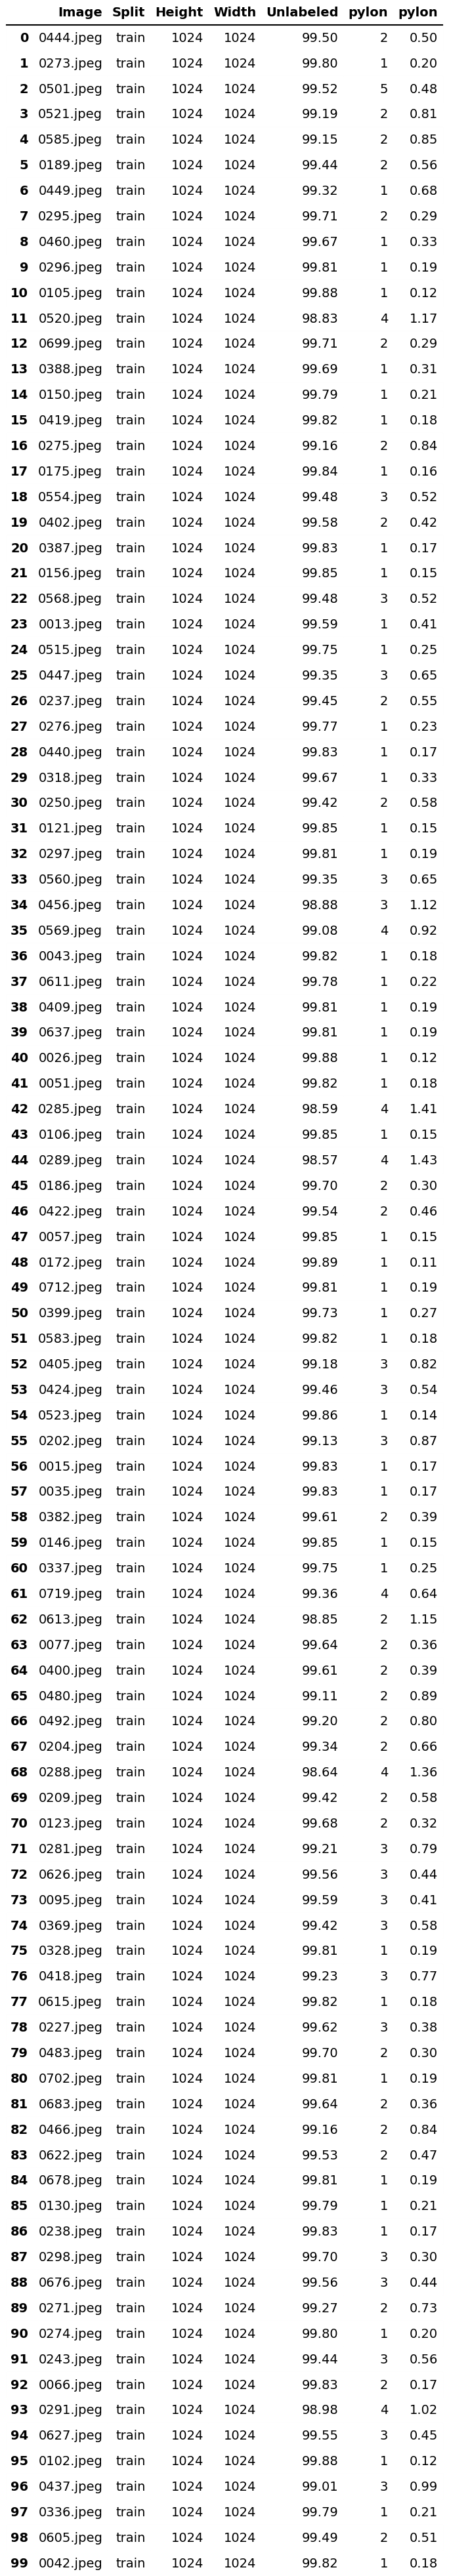 Image Split Height Width Unlabeled pylon pylon
0 0444.jpeg train 1024 1024 99.50 2 0.50
1 0273.jpeg train 1024 1024 99.80 1 0.20
2 0501.jpeg train 1024 1024 99.52 5 0.48
3 0521.jpeg train 1024 1024 99.19 2 0.81
4 0585.jpeg train 1024 1024 99.15 2 0.85
5 0189.jpeg train 1024 1024 99.44 2 0.56
6 0449.jpeg train 1024 1024 99.32 1 0.68
7 0295.jpeg train 1024 1024 99.71 2 0.29
8 0460.jpeg train 1024 1024 99.67 1 0.33
9 0296.jpeg train 1024 1024 99.81 1 0.19
10 0105.jpeg train 1024 1024 99.88 1 0.12
11 0520.jpeg train 1024 1024 98.83 4 1.17
12 0699.jpeg train 1024 1024 99.71 2 0.29
13 0388.jpeg train 1024 1024 99.69 1 0.31
14 0150.jpeg train 1024 1024 99.79 1 0.21
15 0419.jpeg train 1024 1024 99.82 1 0.18
16 0275.jpeg train 1024 1024 99.16 2 0.84
17 0175.jpeg train 1024 1024 99.84 1 0.16
18 0554.jpeg train 1024 1024 99.48 3 0.52
19 0402.jpeg train 1024 1024 99.58 2 0.42
20 0387.jpeg train 1024 1024 99.83 1 0.17
21 0156.jpeg train 1024 1024 99.85 1 0.15
22 0568.jpeg train 1024 1024 99.48 3 0.52
23 0013.jpeg train 1024 1024 99.59 1 0.41
24 0515.jpeg train 1024 1024 99.75 1 0.25
25 0447.jpeg train 1024 1024 99.35 3 0.65
26 0237.jpeg train 1024 1024 99.45 2 0.55
27 0276.jpeg train 1024 1024 99.77 1 0.23
28 0440.jpeg train 1024 1024 99.83 1 0.17
29 0318.jpeg train 1024 1024 99.67 1 0.33
30 0250.jpeg train 1024 1024 99.42 2 0.58
31 0121.jpeg train 1024 1024 99.85 1 0.15
32 0297.jpeg train 1024 1024 99.81 1 0.19
33 0560.jpeg train 1024 1024 99.35 3 0.65
34 0456.jpeg train 1024 1024 98.88 3 1.12
35 0569.jpeg train 1024 1024 99.08 4 0.92
36 0043.jpeg train 1024 1024 99.82 1 0.18
37 0611.jpeg train 1024 1024 99.78 1 0.22
38 0409.jpeg train 1024 1024 99.81 1 0.19
39 0637.jpeg train 1024 1024 99.81 1 0.19
40 0026.jpeg train 1024 1024 99.88 1 0.12
41 0051.jpeg train 1024 1024 99.82 1 0.18
42 0285.jpeg train 1024 1024 98.59 4 1.41
43 0106.jpeg train 1024 1024 99.85 1 0.15
44 0289.jpeg train 1024 1024 98.57 4 1.43
45 0186.jpeg train 1024 1024 99.70 2 0.30
46 0422.jpeg train 1024 1024 99.54 2 0.46
47 0057.jpeg train 1024 1024 99.85 1 0.15
48 0172.jpeg train 1024 1024 99.89 1 0.11
49 0712.jpeg train 1024 1024 99.81 1 0.19
50 0399.jpeg train 1024 1024 99.73 1 0.27
51 0583.jpeg train 1024 1024 99.82 1 0.18
52 0405.jpeg train 1024 1024 99.18 3 0.82
53 0424.jpeg train 1024 1024 99.46 3 0.54
54 0523.jpeg train 1024 1024 99.86 1 0.14
55 0202.jpeg train 1024 1024 99.13 3 0.87
56 0015.jpeg train 1024 1024 99.83 1 0.17
57 0035.jpeg train 1024 1024 99.83 1 0.17
58 0382.jpeg train 1024 1024 99.61 2 0.39
59 0146.jpeg train 1024 1024 99.85 1 0.15
60 0337.jpeg train 1024 1024 99.75 1 0.25
61 0719.jpeg train 1024 1024 99.36 4 0.64
62 0613.jpeg train 1024 1024 98.85 2 1.15
63 0077.jpeg train 1024 1024 99.64 2 0.36
64 0400.jpeg train 1024 1024 99.61 2 0.39
65 0480.jpeg train 1024 1024 99.11 2 0.89
66 0492.jpeg train 1024 1024 99.20 2 0.80
67 0204.jpeg train 1024 1024 99.34 2 0.66
68 0288.jpeg train 1024 1024 98.64 4 1.36
69 0209.jpeg train 1024 1024 99.42 2 0.58
70 0123.jpeg train 1024 1024 99.68 2 0.32
71 0281.jpeg train 1024 1024 99.21 3 0.79
72 0626.jpeg train 1024 1024 99.56 3 0.44
73 0095.jpeg train 1024 1024 99.59 3 0.41
74 0369.jpeg train 1024 1024 99.42 3 0.58
75 0328.jpeg train 1024 1024 99.81 1 0.19
76 0418.jpeg train 1024 1024 99.23 3 0.77
77 0615.jpeg train 1024 1024 99.82 1 0.18
78 0227.jpeg train 1024 1024 99.62 3 0.38
79 0483.jpeg train 1024 1024 99.70 2 0.30
80 0702.jpeg train 1024 1024 99.81 1 0.19
81 0683.jpeg train 1024 1024 99.64 2 0.36
82 0466.jpeg train 1024 1024 99.16 2 0.84
83 0622.jpeg train 1024 1024 99.53 2 0.47
84 0678.jpeg train 1024 1024 99.81 1 0.19
85 0130.jpeg train 1024 1024 99.79 1 0.21
86 0238.jpeg train 1024 1024 99.83 1 0.17
87 0298.jpeg train 1024 1024 99.70 3 0.30
88 0676.jpeg train 1024 1024 99.56 3 0.44
89 0271.jpeg train 1024 1024 99.27 2 0.73
90 0274.jpeg train 1024 1024 99.80 1 0.20
91 0243.jpeg train 1024 1024 99.44 3 0.56
92 0066.jpeg train 1024 1024 99.83 2 0.17
93 0291.jpeg train 1024 1024 98.98 4 1.02
94 0627.jpeg train 1024 1024 99.55 3 0.45
95 0102.jpeg train 1024 1024 99.88 1 0.12
96 0437.jpeg train 1024 1024 99.01 3 0.99
97 0336.jpeg train 1024 1024 99.79 1 0.21
98 0605.jpeg train 1024 1024 99.49 2 0.51
99 0042.jpeg train 1024 1024 99.82 1 0.18